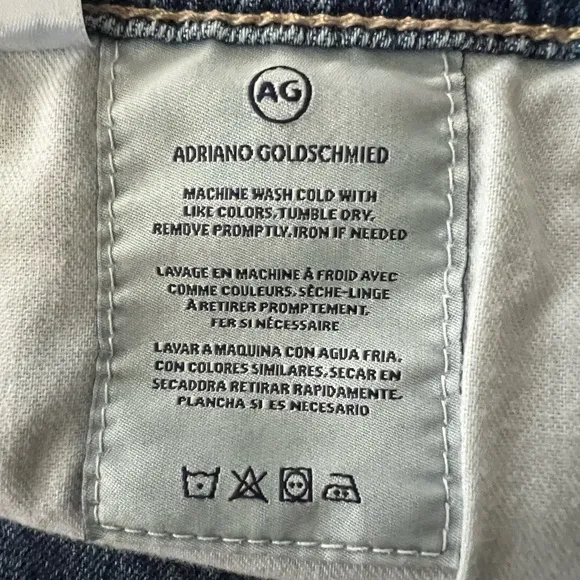 AG
ADRIANO GOLDSCHMIED
MACHINE WASH COLD WITH
LIKE COLORS, TUMBLE DRY.
REMOVE PROMPTLY. IRON IF NEEDED
LAVAGE EN MACHINE À FROID AVEC
COMME COULEURS. SÊCHE-LINGE
À RETIRER PROMPTEMENT.
FER SI NÉCESSAIRE
LAVAR A MAQUINA CON AGUA FRIA.
CON COLORES SIMILARES, SECAR EN
SECADORA RETIRAR RAPIDAMENTE.
PLANCHA SI ES NECESARIO